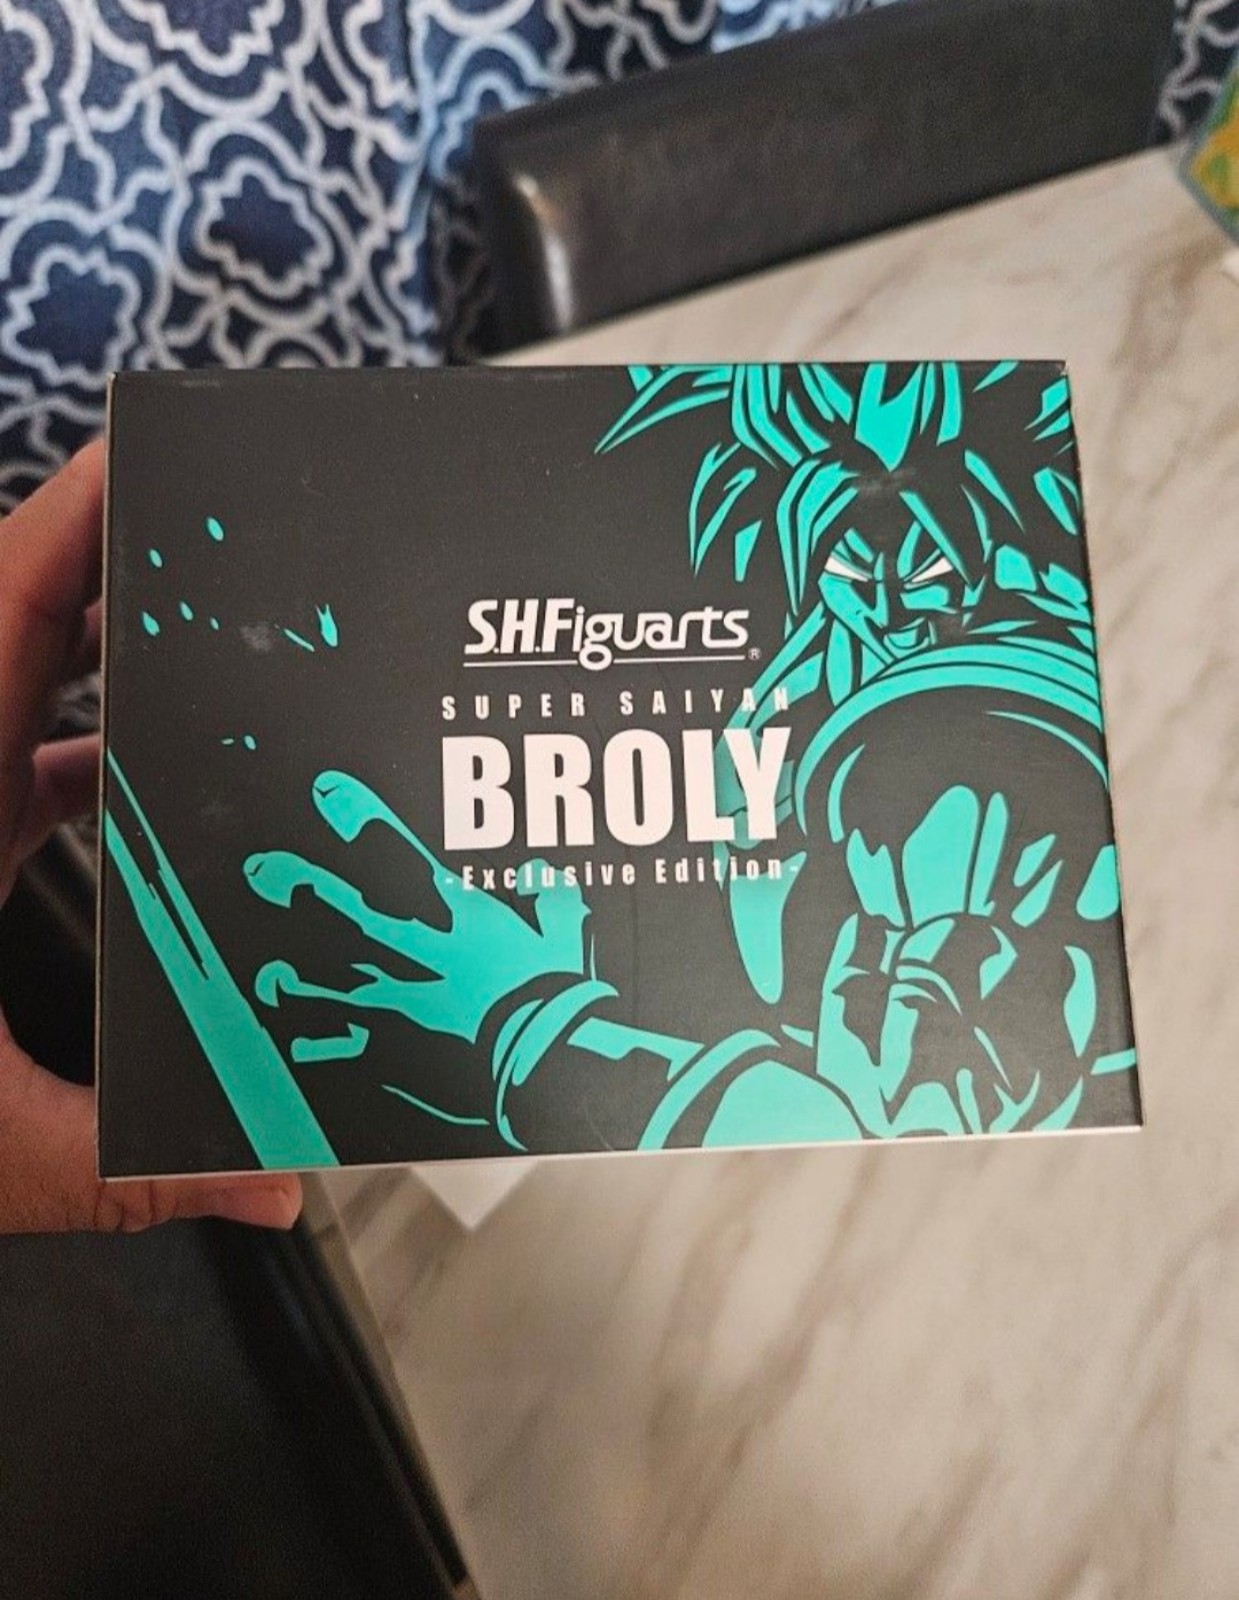 S.H.Figuarts®
SUPER SAIYAN
BROLY
-Exclusive Edition-